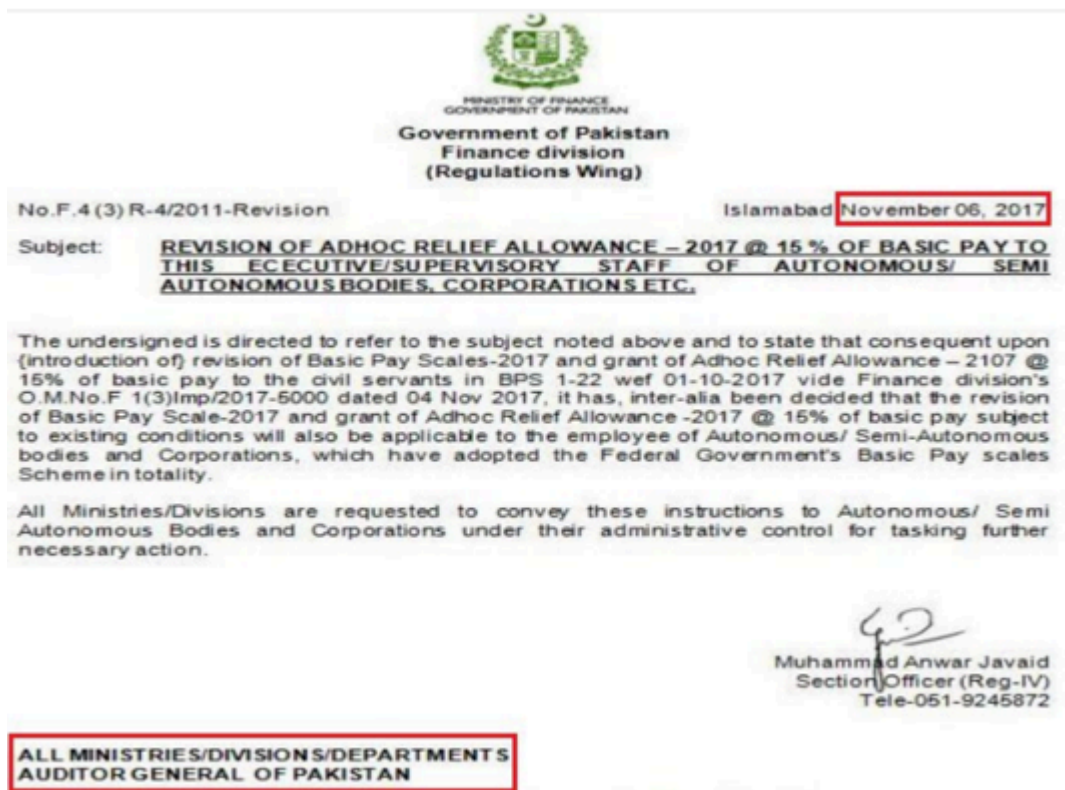 MINISTRY OF FINANCE
GOVERNMENT OF PAKISTAN
Government of Pakistan
Finance division
(Regulations Wing)
No.F.4 (3) R-4/2011-Revision
Islamabad November 06, 2017
Subject: REVISION OF ADHOC RELIEF ALLOWANCE – 2017 @ 15 % OF BASIC PAY TO
THIS ECECUTIVE/SUPERVISORY STAFF OF AUTONOMOUS/ SEMI
AUTONOMOUS BODIES, CORPORATIONS ETC,
The undersigned is directed to refer to the subject noted above and to state that consequent upon
{introduction of} revision of Basic Pay Scales-2017 and grant of Adhoc Relief Allowance – 2107 @
15% of basic pay to the civil servants in BPS 1-22 wef 01-10-2017 vide Finance division's
O.M.No.F 1(3)Imp/2017-5000 dated 04 Nov 2017, it has, inter-alia been decided that the revision
of Basic Pay Scale-2017 and grant of Adhoc Relief Allowance -2017 @ 15% of basic pay subject
to existing conditions will also be applicable to the employee of Autonomous/ Semi-Autonomous
bodies and Corporations, which have adopted the Federal Government's Basic Pay scales
Scheme in totality.
All Ministries/Divisions are requested to convey these instructions to Autonomous/ Semi
Autonomous Bodies and Corporations under their administrative control for tasking further
necessary action.
Muhammad Anwar Javaid
Section Officer (Reg-IV)
Tele-051-9245872
ALL MINISTRIES/DIVISIONS/DEPARTMENTS
AUDITOR GENERAL OF PAKISTAN